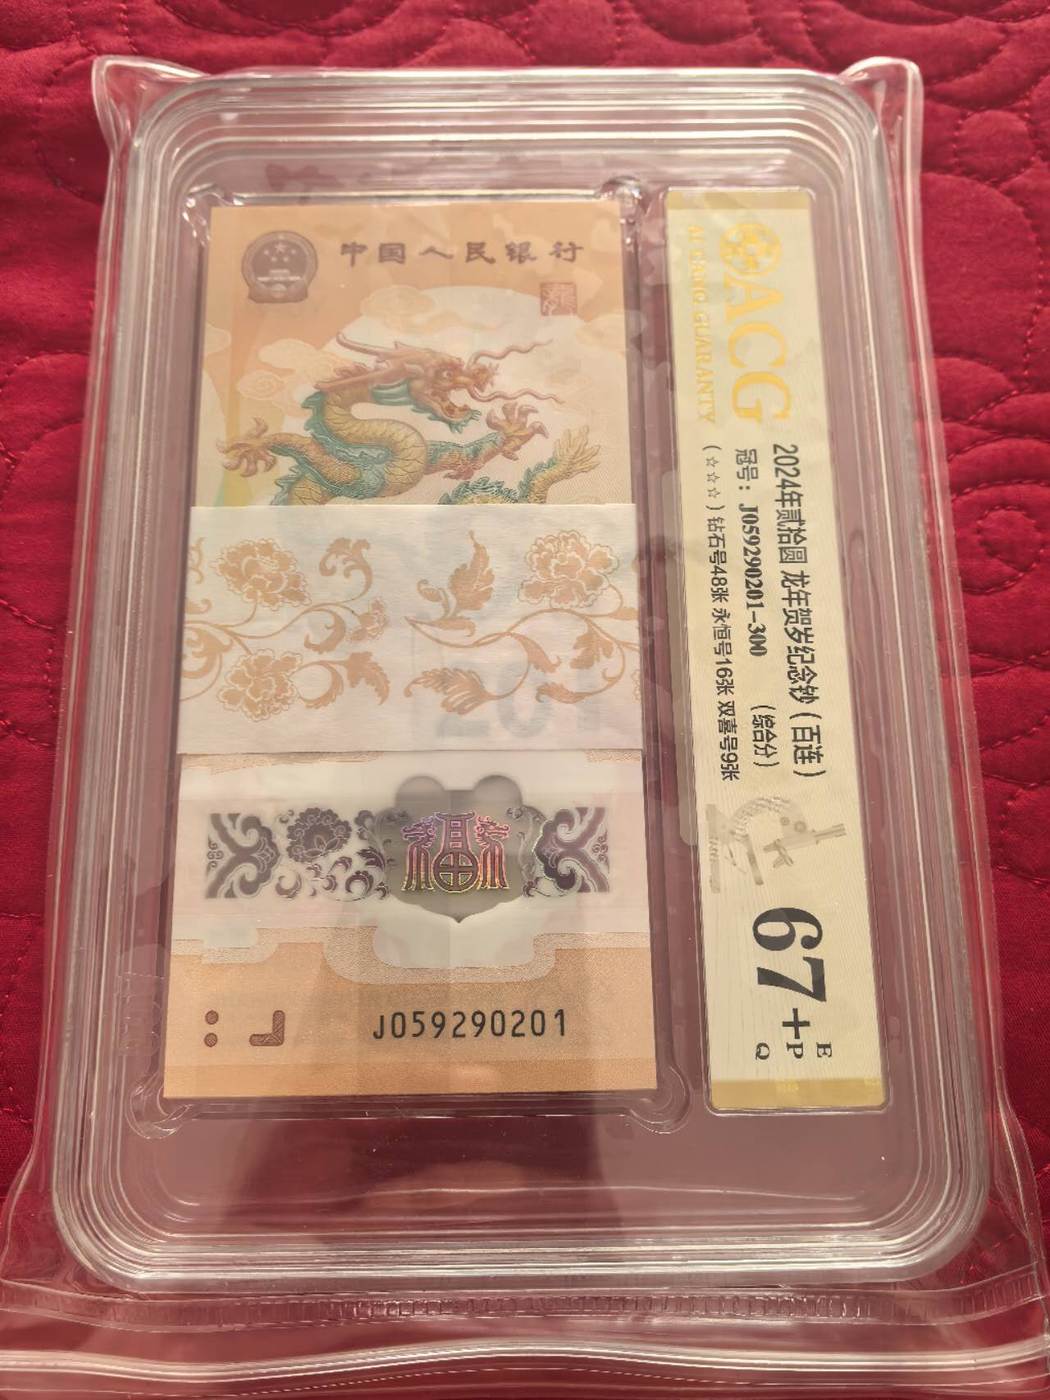 中国人民银行
J059290201
ACG
AI CANG GUARANTY
2024年贰拾圆 龙年贺岁纪念钞（百连）
冠号：J059290201-300 （综合分）
（☆☆☆）钻石号48张 永恒号16张 双喜号9张
67+
E
P
Q